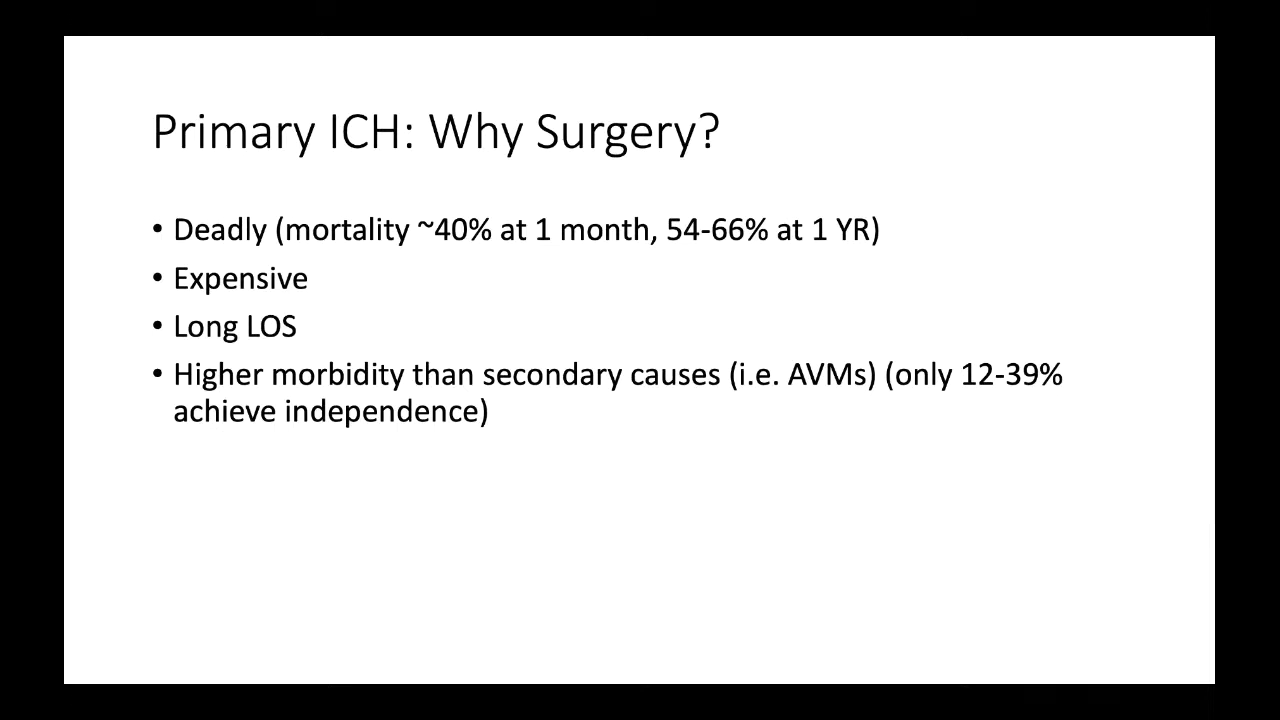 Primary ICH: Why Surgery?
• Deadly (mortality ~40% at 1 month, 54-66% at 1 YR)
• Expensive
• Long LOS
• Higher morbidity than secondary causes (i.e. AVMs) (only 12-39%
achieve independence)